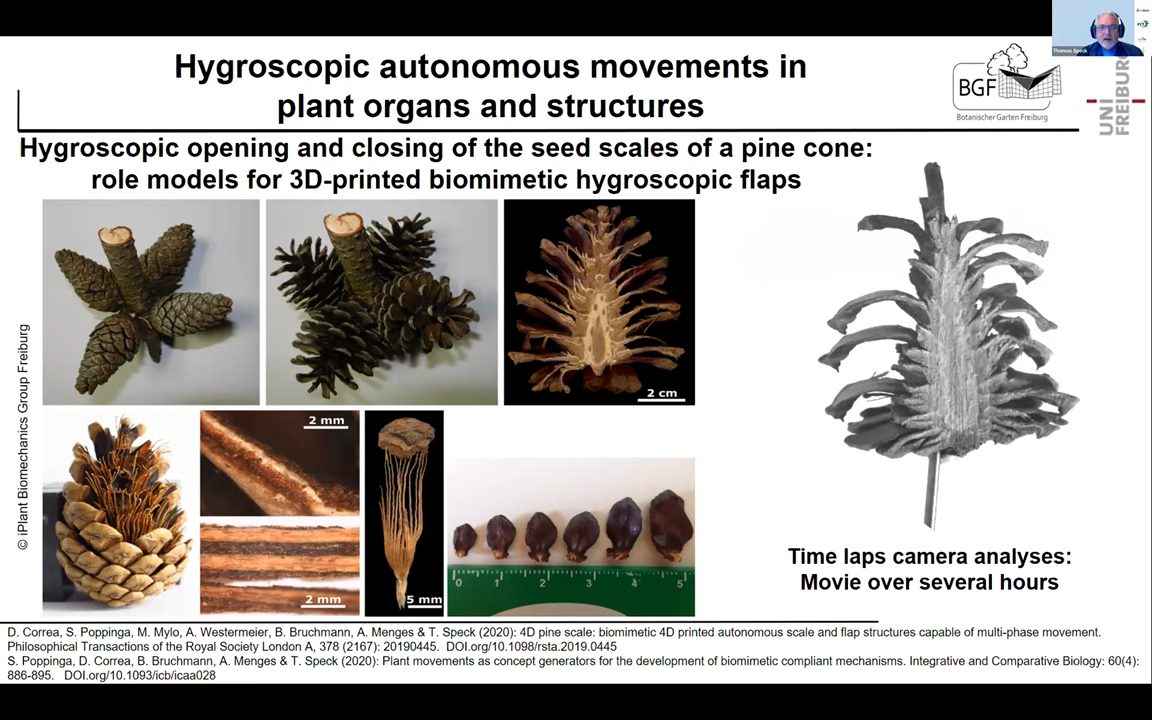 Thomas Speck
Hygroscopic autonomous movements in
plant organs and structures
BGF
Botanischer Garten Freiburg
UNI
FREIBURG
Hygroscopic opening and closing of the seed scales of a pine cone:
role models for 3D-printed biomimetic hygroscopic flaps
2 cm
© iPlant Biomechanics Group Freiburg
2 mm
2 mm
5 mm
0 1 2 3 4 5
Time laps camera analyses:
Movie over several hours
D. Correa, S. Poppinga, M. Mylo, A. Westermeier, B. Bruchmann, A. Menges & T. Speck (2020): 4D pine scale: biomimetic 4D printed autonomous scale and flap structures capable of multi-phase movement.
Philosophical Transactions of the Royal Society London A, 378 (2167): 20190445. DOI.org/10.1098/rsta.2019.0445
S. Poppinga, D. Correa, B. Bruchmann, A. Menges & T. Speck (2020): Plant movements as concept generators for the development of biomimetic compliant mechanisms. Integrative and Comparative Biology: 60(4):
886-895. DOI.org/10.1093/icb/icaa028